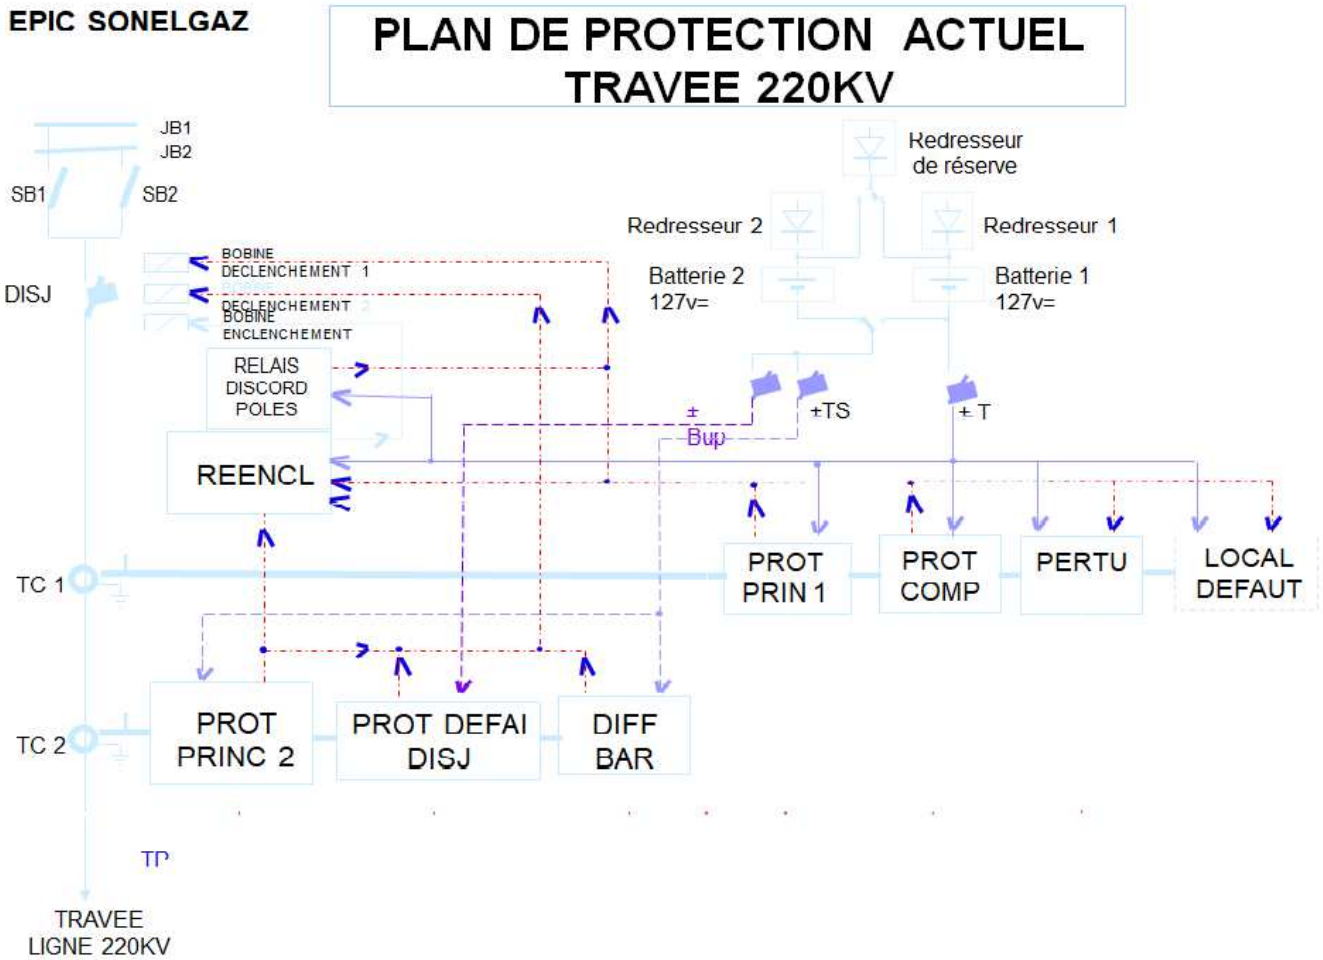 EPIC SONELGAZ
PLAN DE PROTECTION ACTUEL
TRAVEE 220KV
JB1
JB2
SB1
SB2
Redresseur
de réserve
Redresseur 2
Redresseur 1
BOBINE
DECLENCHEMENT 1
DISJ
BOBINE
DECLENCHEMENT 2
BOBINE
ENCLENCHEMENT
Batterie 2
127v=
Batterie 1
127v=
RELAIS
DISCORD
POLES
±TS
± T
±
Bup
REENCL
TC 1
PROT
PRIN 1
PROT
COMP
PERTU
LOCAL
DEFAUT
TC 2
PROT
PRINC 2
PROT DEFAI
DISJ
DIFF
BAR
TP
TRAVEE
LIGNE 220KV